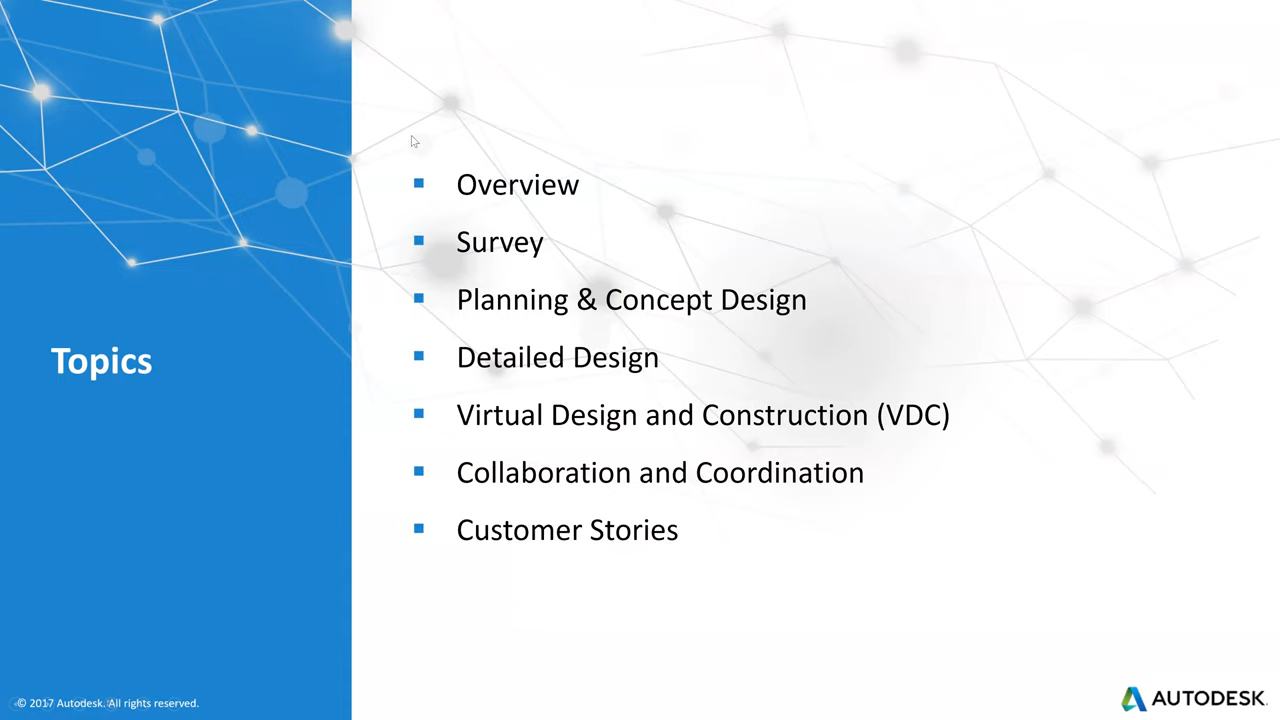 Topics
Overview
Survey
Planning & Concept Design
Detailed Design
Virtual Design and Construction (VDC)
Collaboration and Coordination
Customer Stories
© 2017 Autodesk. All rights reserved.
AUTODESK.